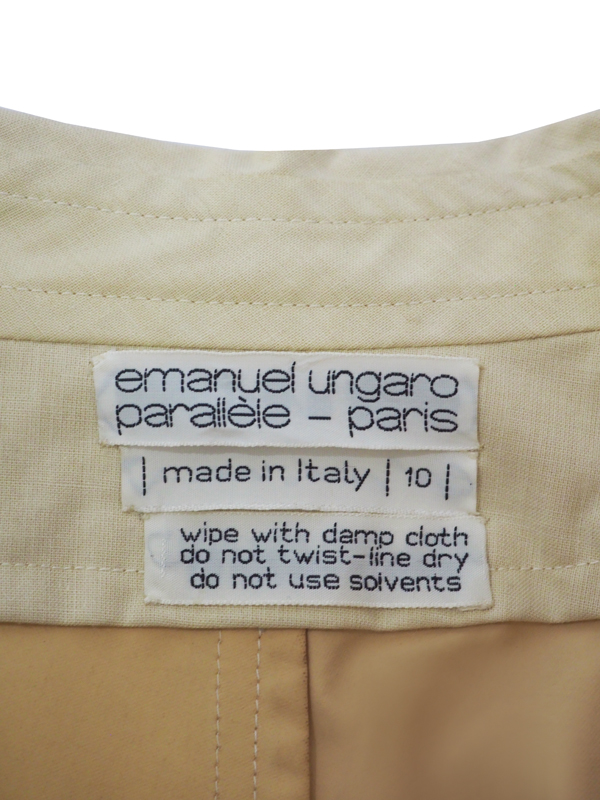 emanuel ungaro
parallèle – paris
| made in Italy | 10 |
wipe with damp cloth
do not twist-line dry
do not use solvents